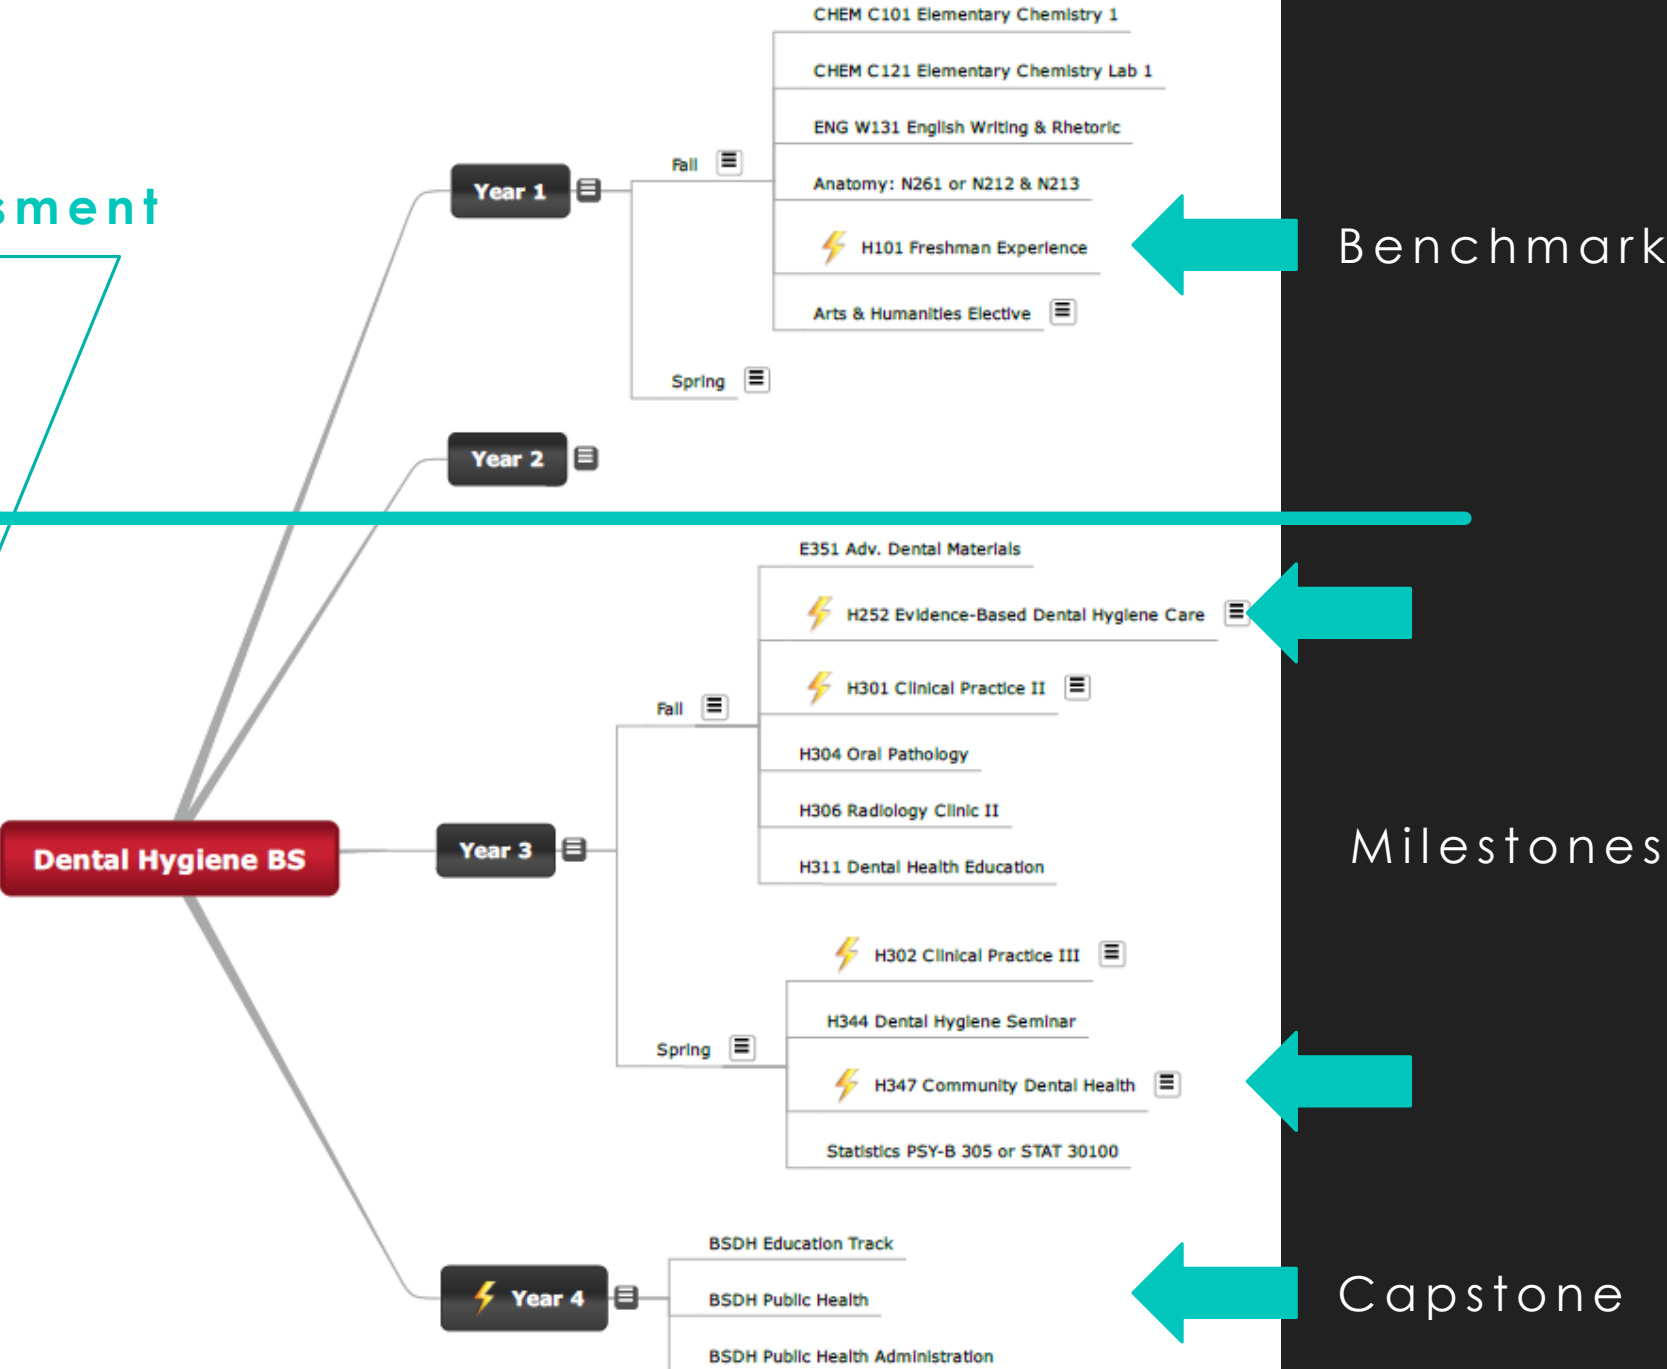 sment
CHEM C101 Elementary Chemistry 1
CHEM C121 Elementary Chemistry Lab 1
ENG W131 English Writing & Rhetoric
Year 1
Fall
Anatomy: N261 or N212 & N213
H101 Freshman Experience
Benchmark
Arts & Humanities Elective
Spring
Year 2
E351 Adv. Dental Materials
H252 Evidence-Based Dental Hygiene Care
H301 Clinical Practice II
Fall
H304 Oral Pathology
H306 Radiology Clinic II
H311 Dental Health Education
Dental Hygiene BS
Year 3
Milestones
H302 Clinical Practice III
H344 Dental Hygiene Seminar
Spring
H347 Community Dental Health
Statistics PSY-B 305 or STAT 30100
BSDH Education Track
Year 4
BSDH Public Health
Capstone
BSDH Public Health Administration